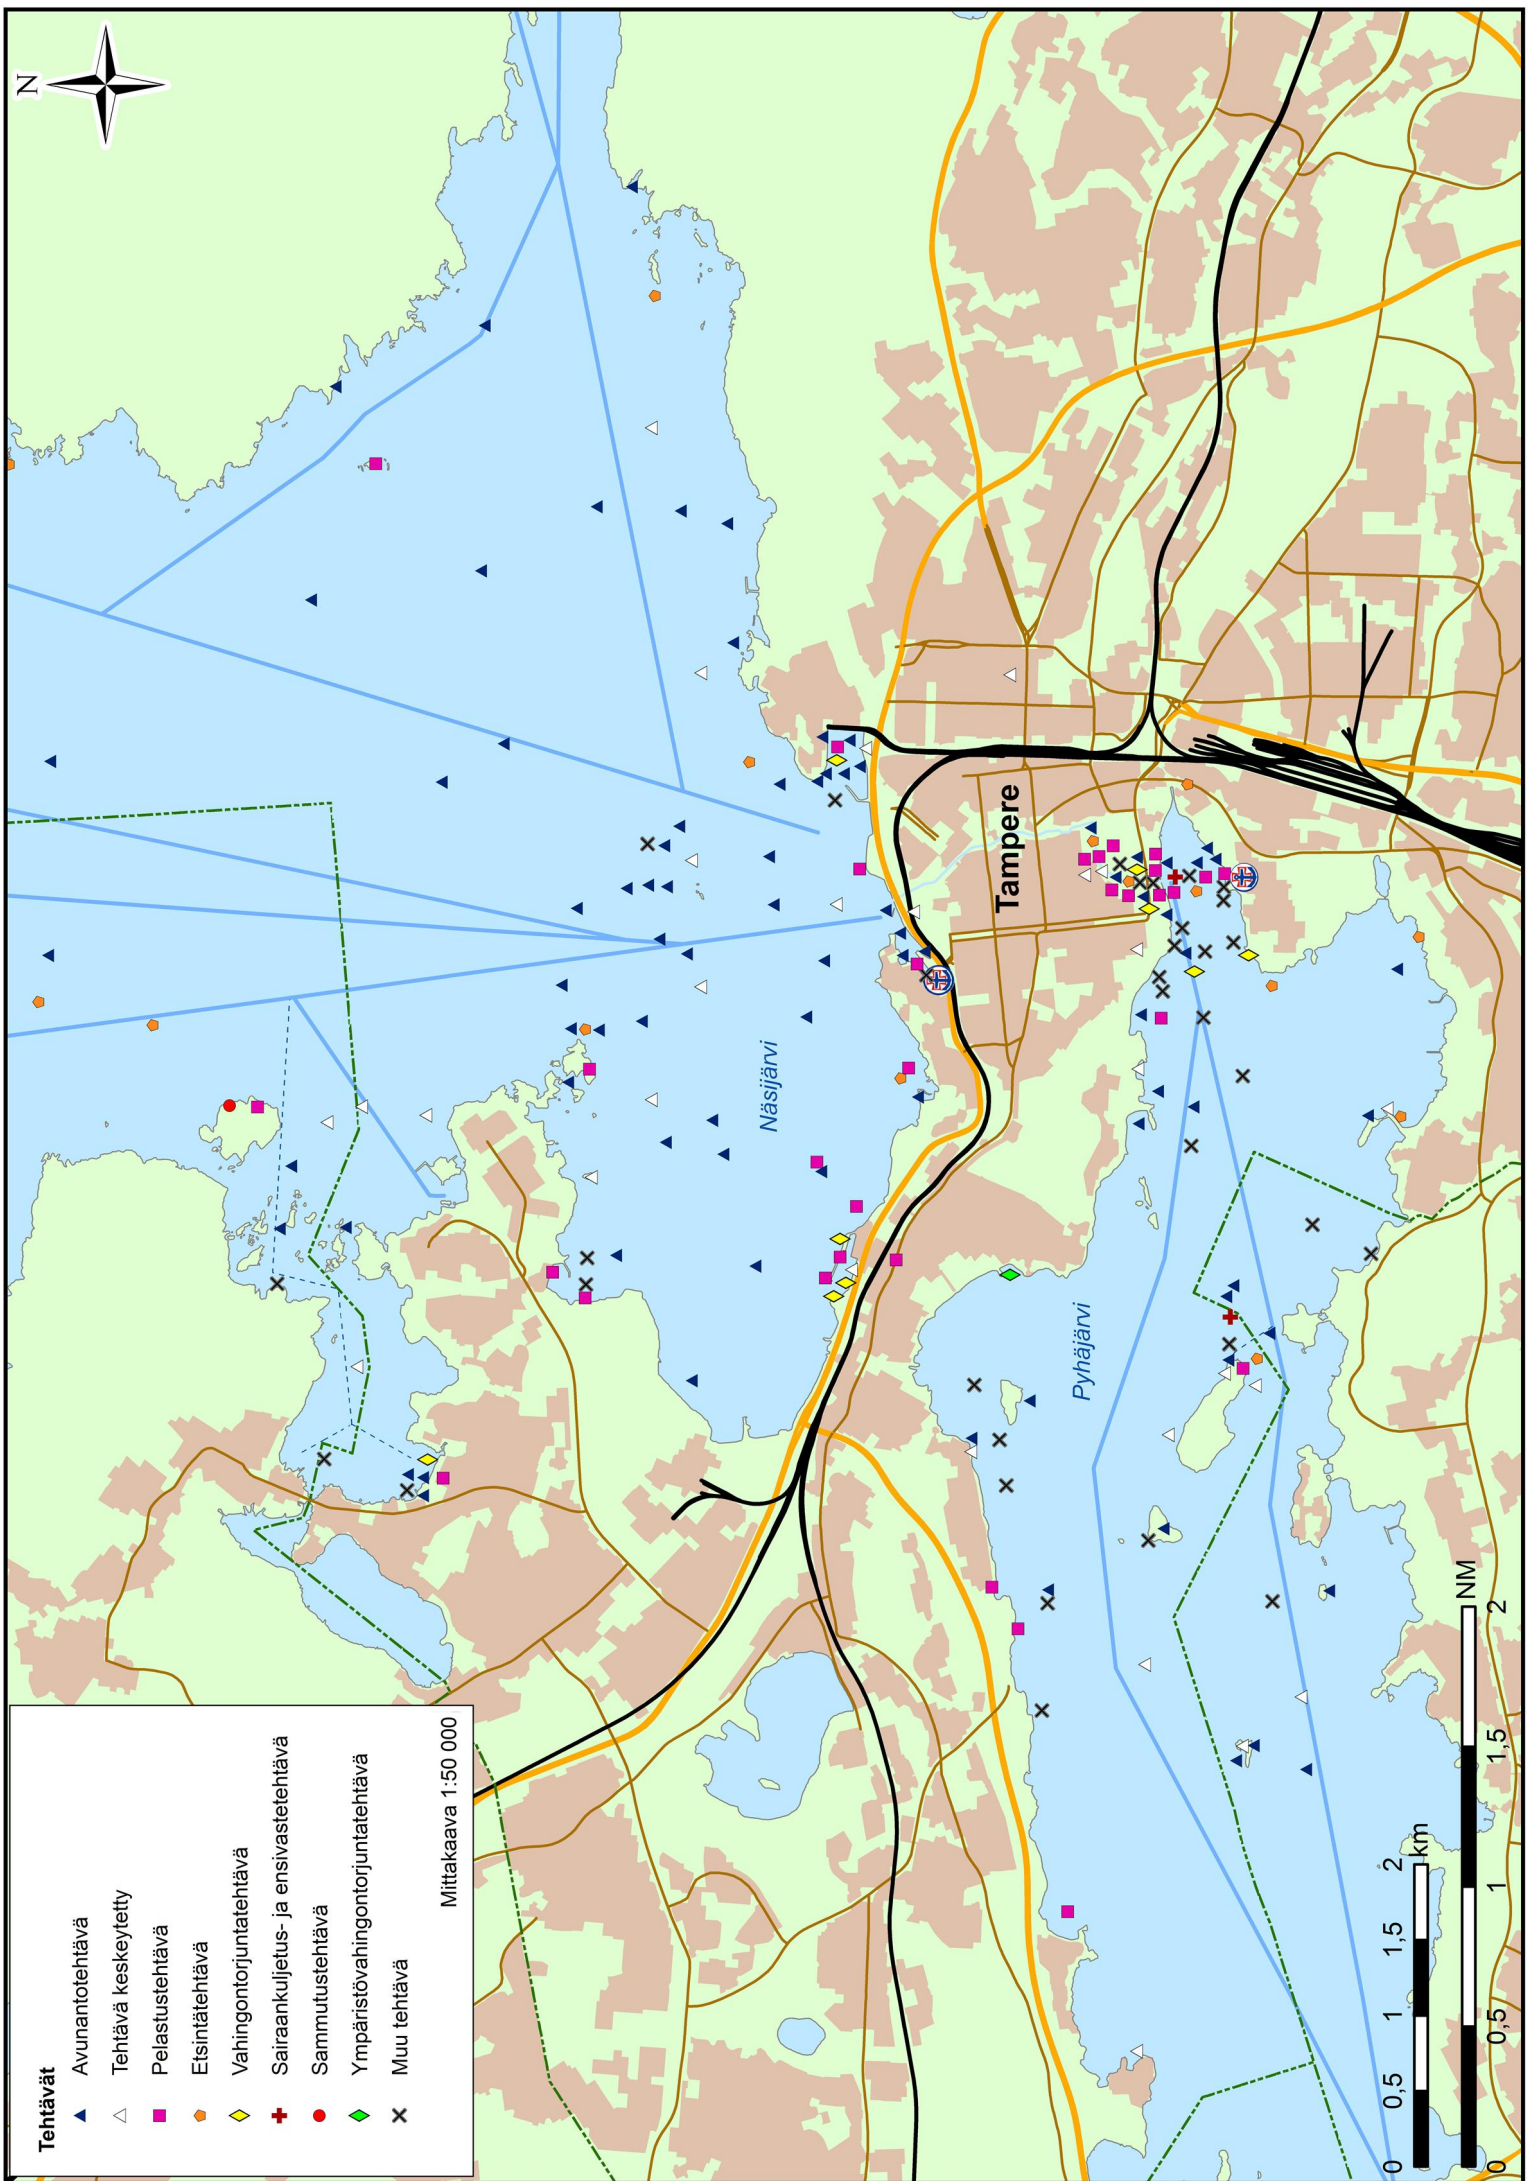 N
Tehtävät
Avunantotehtävä
Tehtävä keskeytetty
Pelastustehtävä
Etsintätehtävä
Vahingontorjuntatehtävä
Sairaankuljetus- ja ensivastetehtävä
Sammutustehtävä
Ympäristövahingontorjuntatehtävä
Muu tehtävä
Mittakaava 1:50 000
Näsijärvi
Tampere
Pyhäjärvi
0 0,5 1 1,5 2
km
NM
0 0,5 1 1,5 2